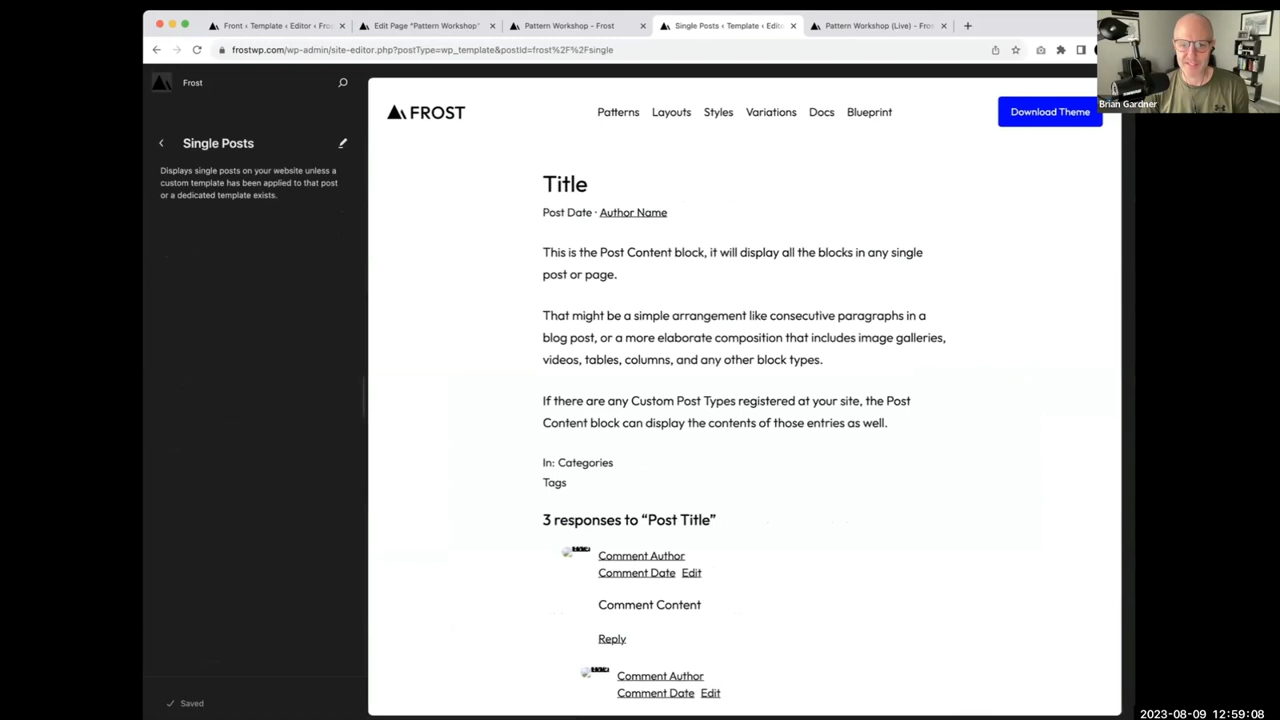 Front ‹ Template ‹ Editor ‹ Fro
Edit Page "Pattern Workshop"
Pattern Workshop - Frost
Single Posts ‹ Template ‹ Edit
Pattern Workshop (Live) - Fros
frostwp.com/wp-admin/site-editor.php?postType=wp_template&postId=frost%2F%2Fsingle
Brian Gardner
Frost
Single Posts
Displays single posts on your website unless a
custom template has been applied to that post
or a dedicated template exists.
FROST
Patterns Layouts Styles Variations Docs Blueprint
Download Theme
Title
Post Date · Author Name
This is the Post Content block, it will display all the blocks in any single
post or page.
That might be a simple arrangement like consecutive paragraphs in a
blog post, or a more elaborate composition that includes image galleries,
videos, tables, columns, and any other block types.
If there are any Custom Post Types registered at your site, the Post
Content block can display the contents of those entries as well.
In: Categories
Tags
3 responses to “Post Title”
Comment Author
Comment Date Edit
Comment Content
Reply
Comment Author
Comment Date Edit
Saved
2023-08-09 12:59:08